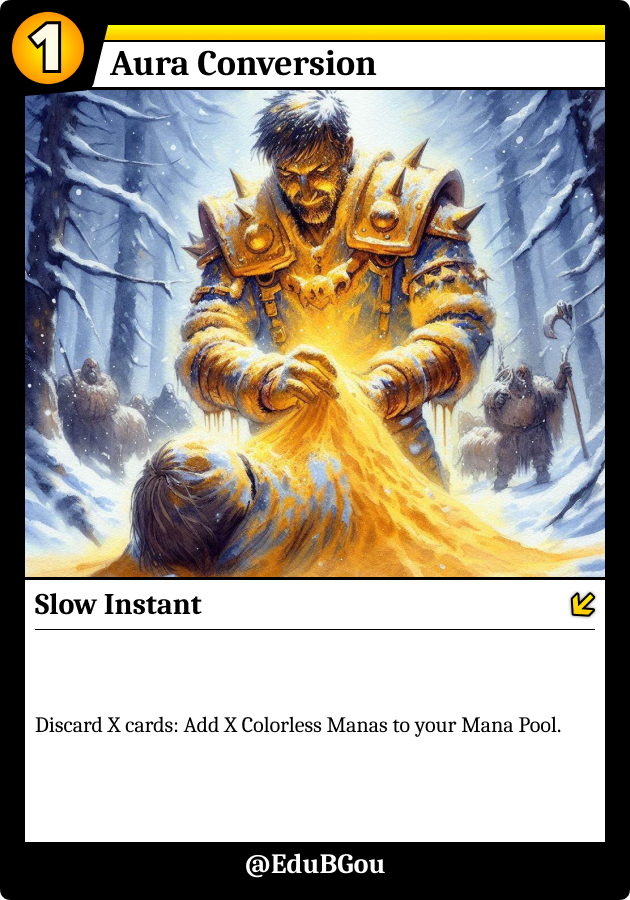 1
Aura Conversion
Slow Instant
Discard X cards: Add X Colorless Manas to your Mana Pool.
@EduBGou